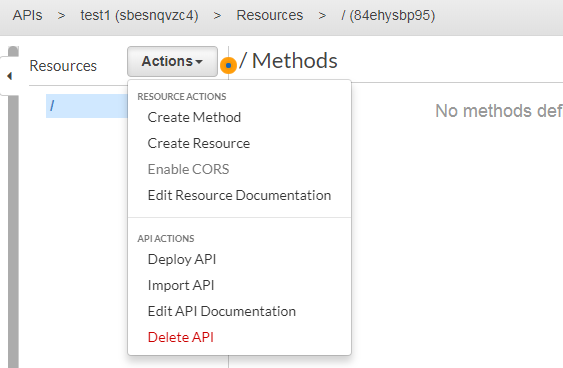 APIs > test1 (sbesnqvzc4) > Resources > / (84ehysbp95)
Resources Actions / Methods
/
No methods def
RESOURCE ACTIONS
Create Method
Create Resource
Enable CORS
Edit Resource Documentation
API ACTIONS
Deploy API
Import API
Edit API Documentation
Delete API